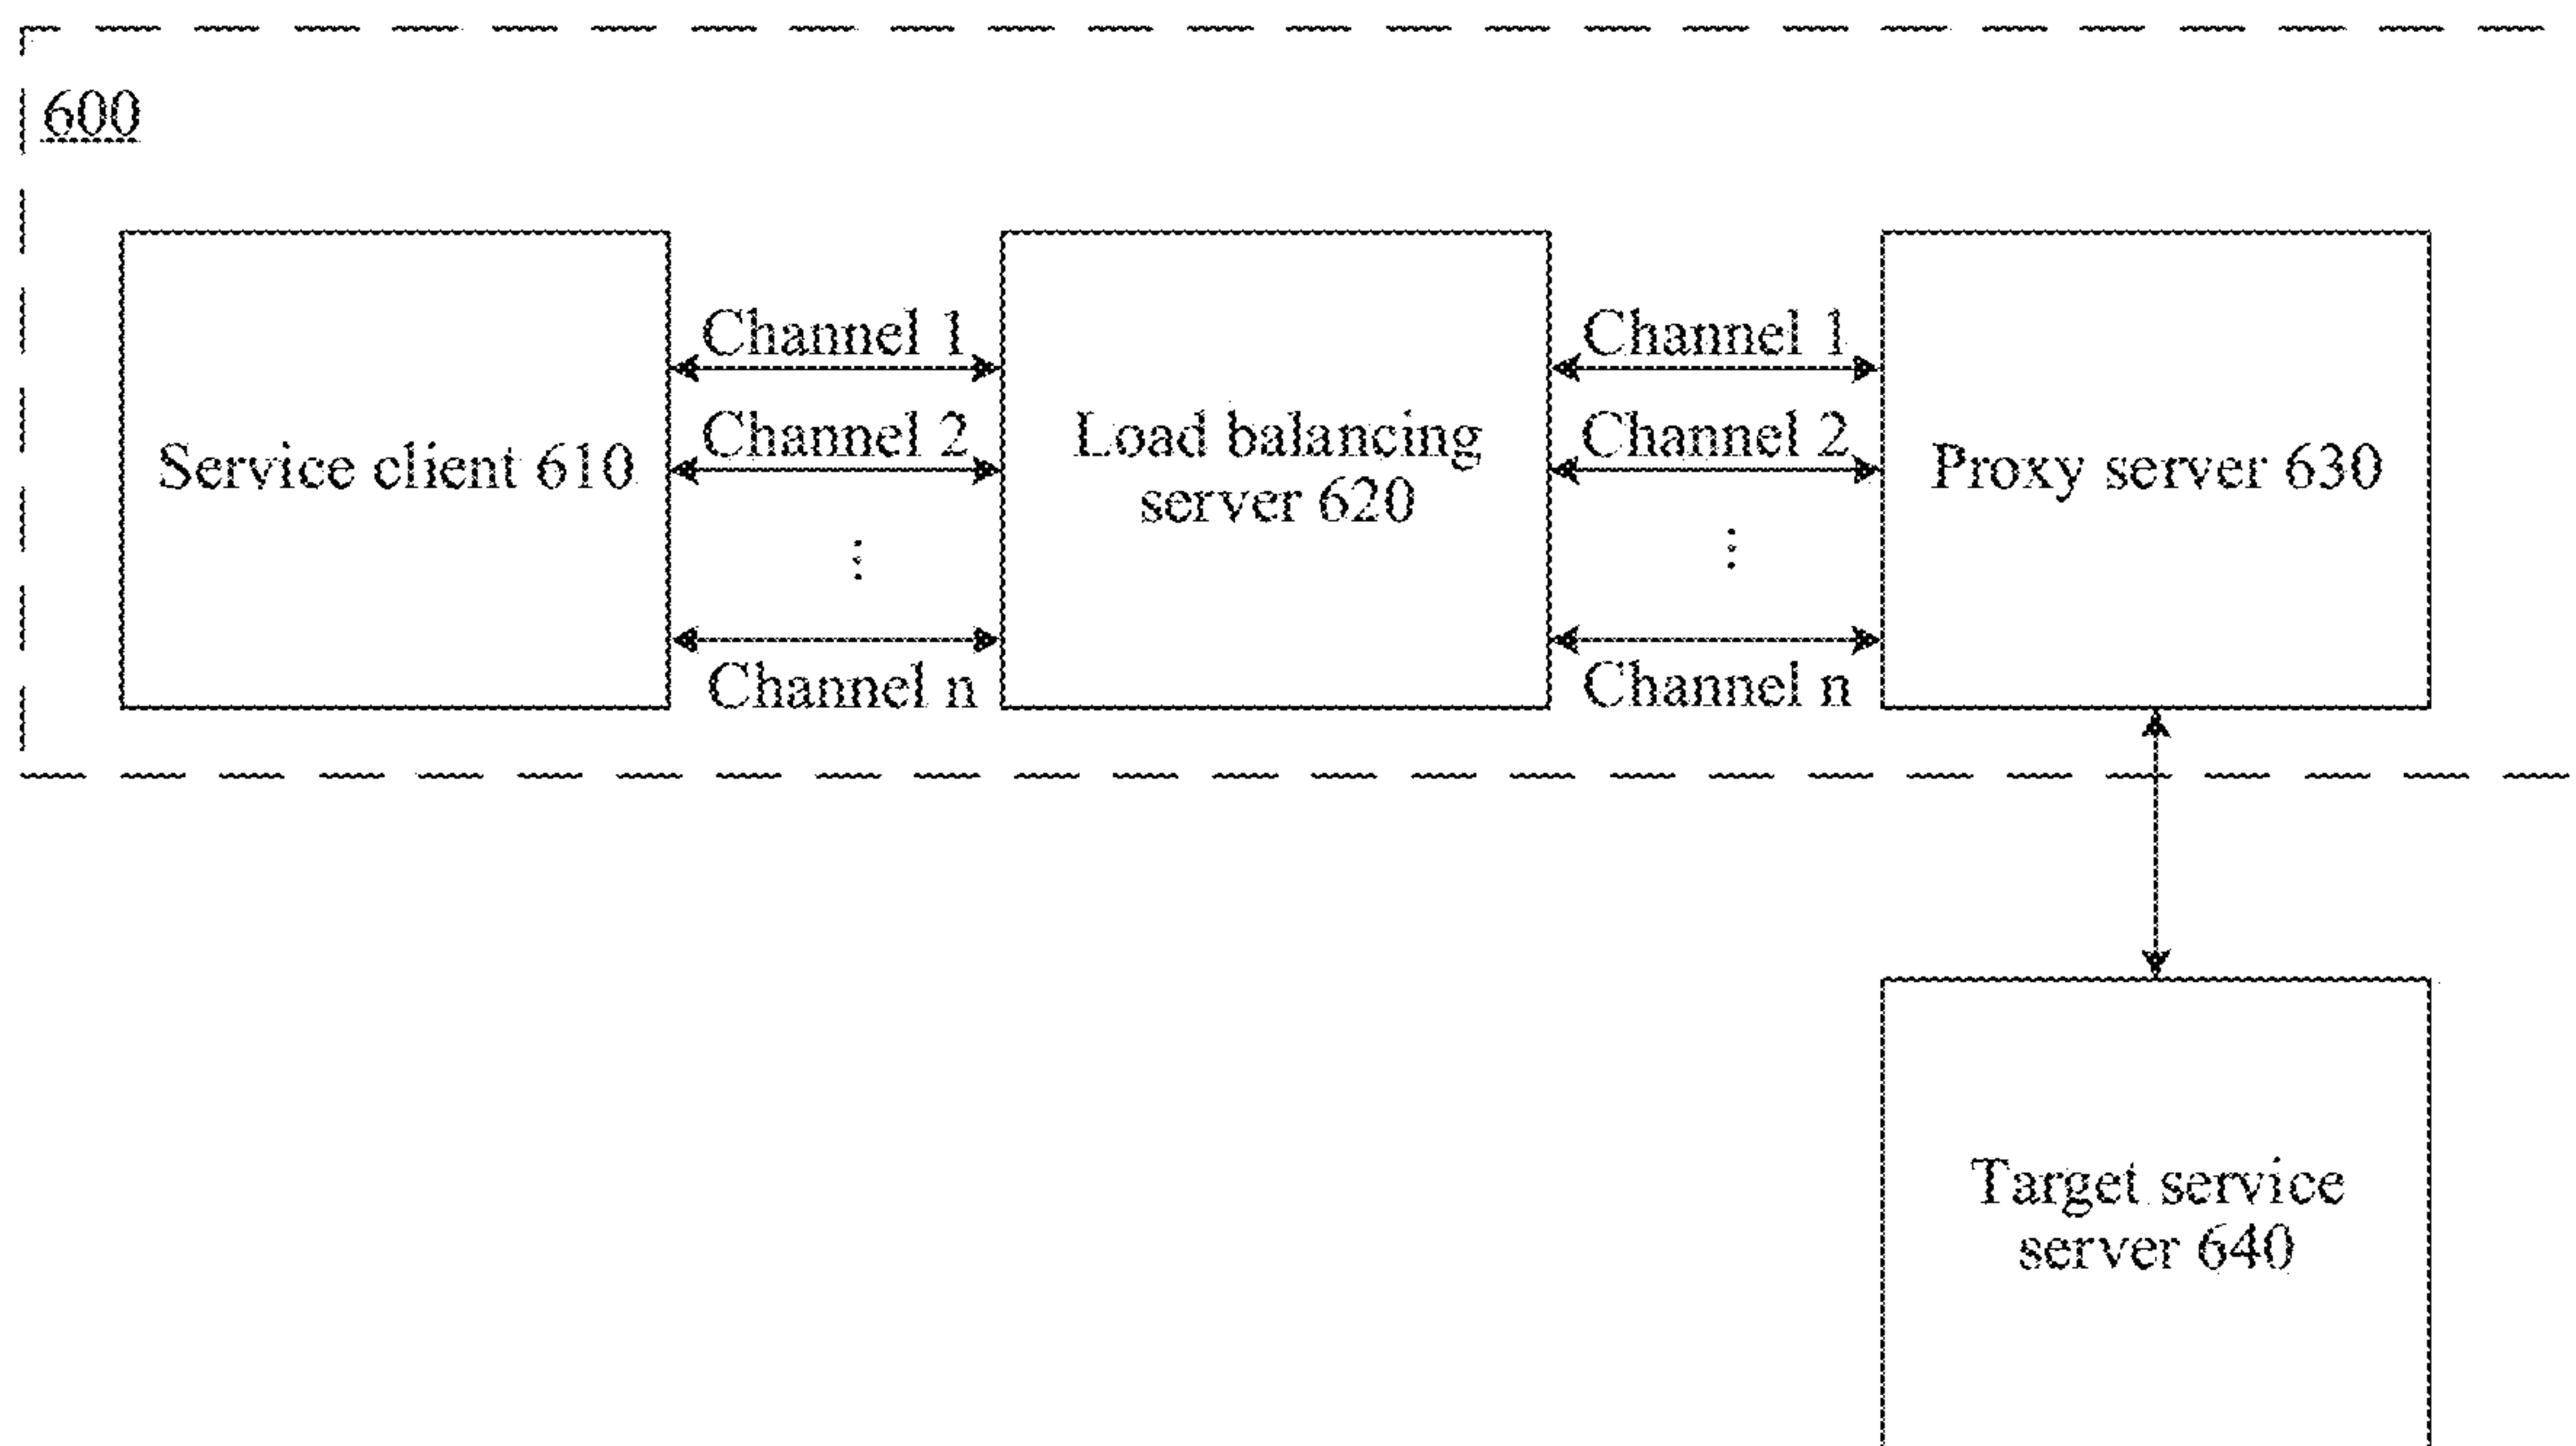 600
Channel 1
Channel 1
Channel 2
Channel 2
Service client 610
Load balancing
server 620
Proxy server 630
⋮
⋮
Channel n
Channel n
Target service
server 640